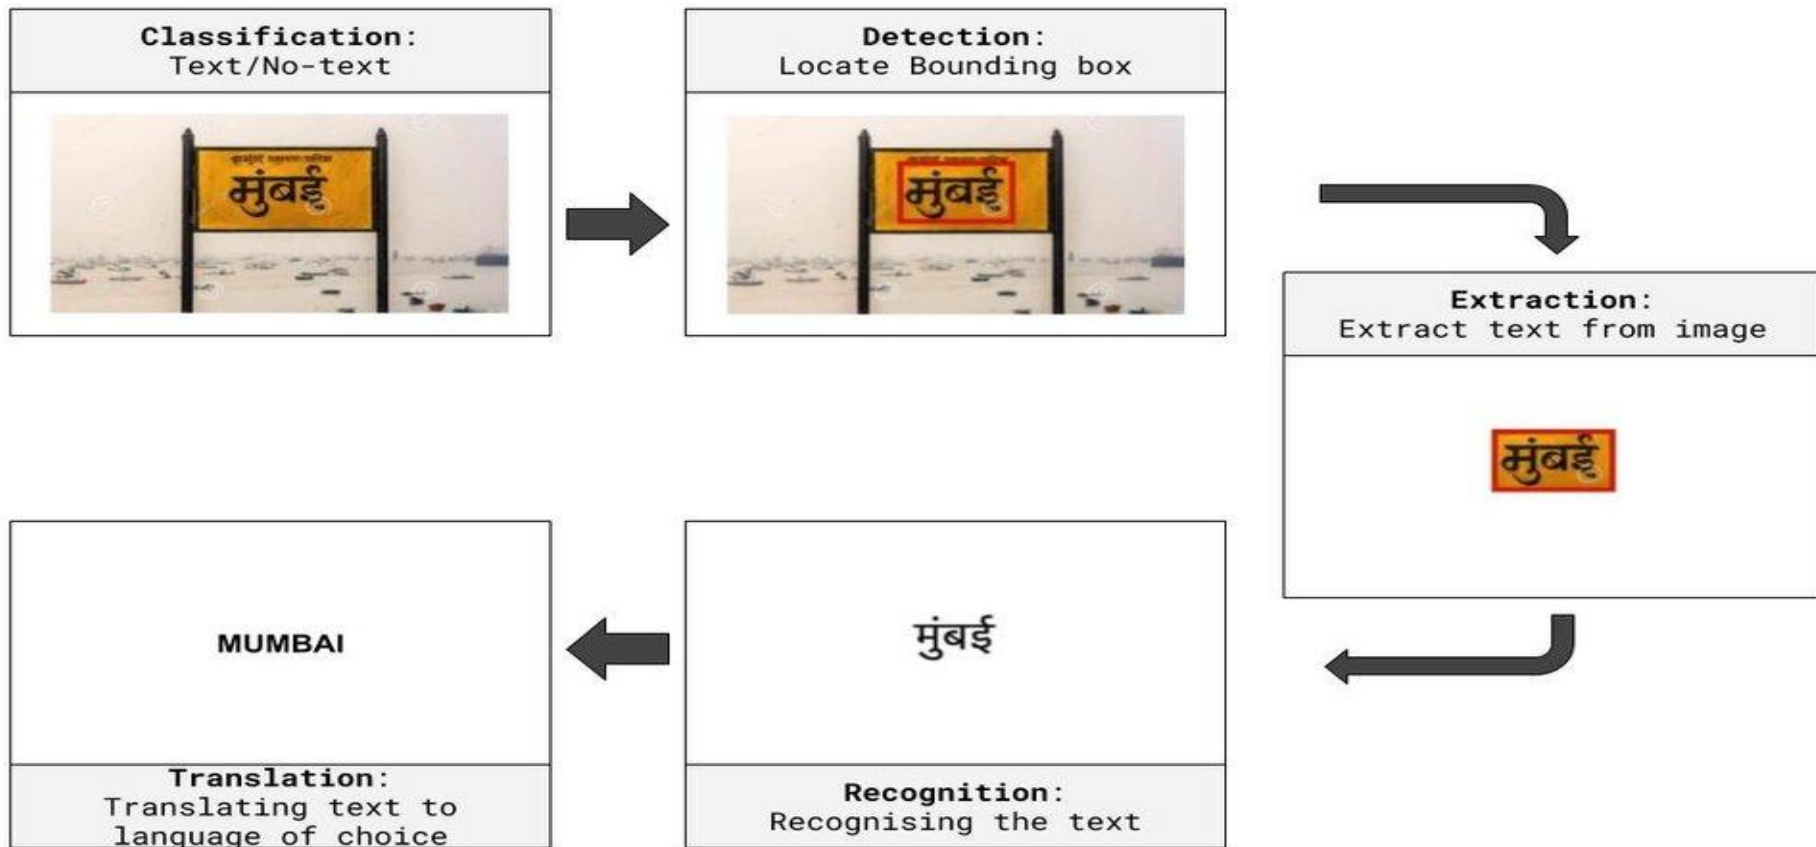 Classification:
Text/No-text
मुंबई
Detection:
Locate Bounding box
मुंबई
Extraction:
Extract text from image
मुंबई
मुंबई
Recognition:
Recognising the text
MUMBAI
Translation:
Translating text to
language of choice